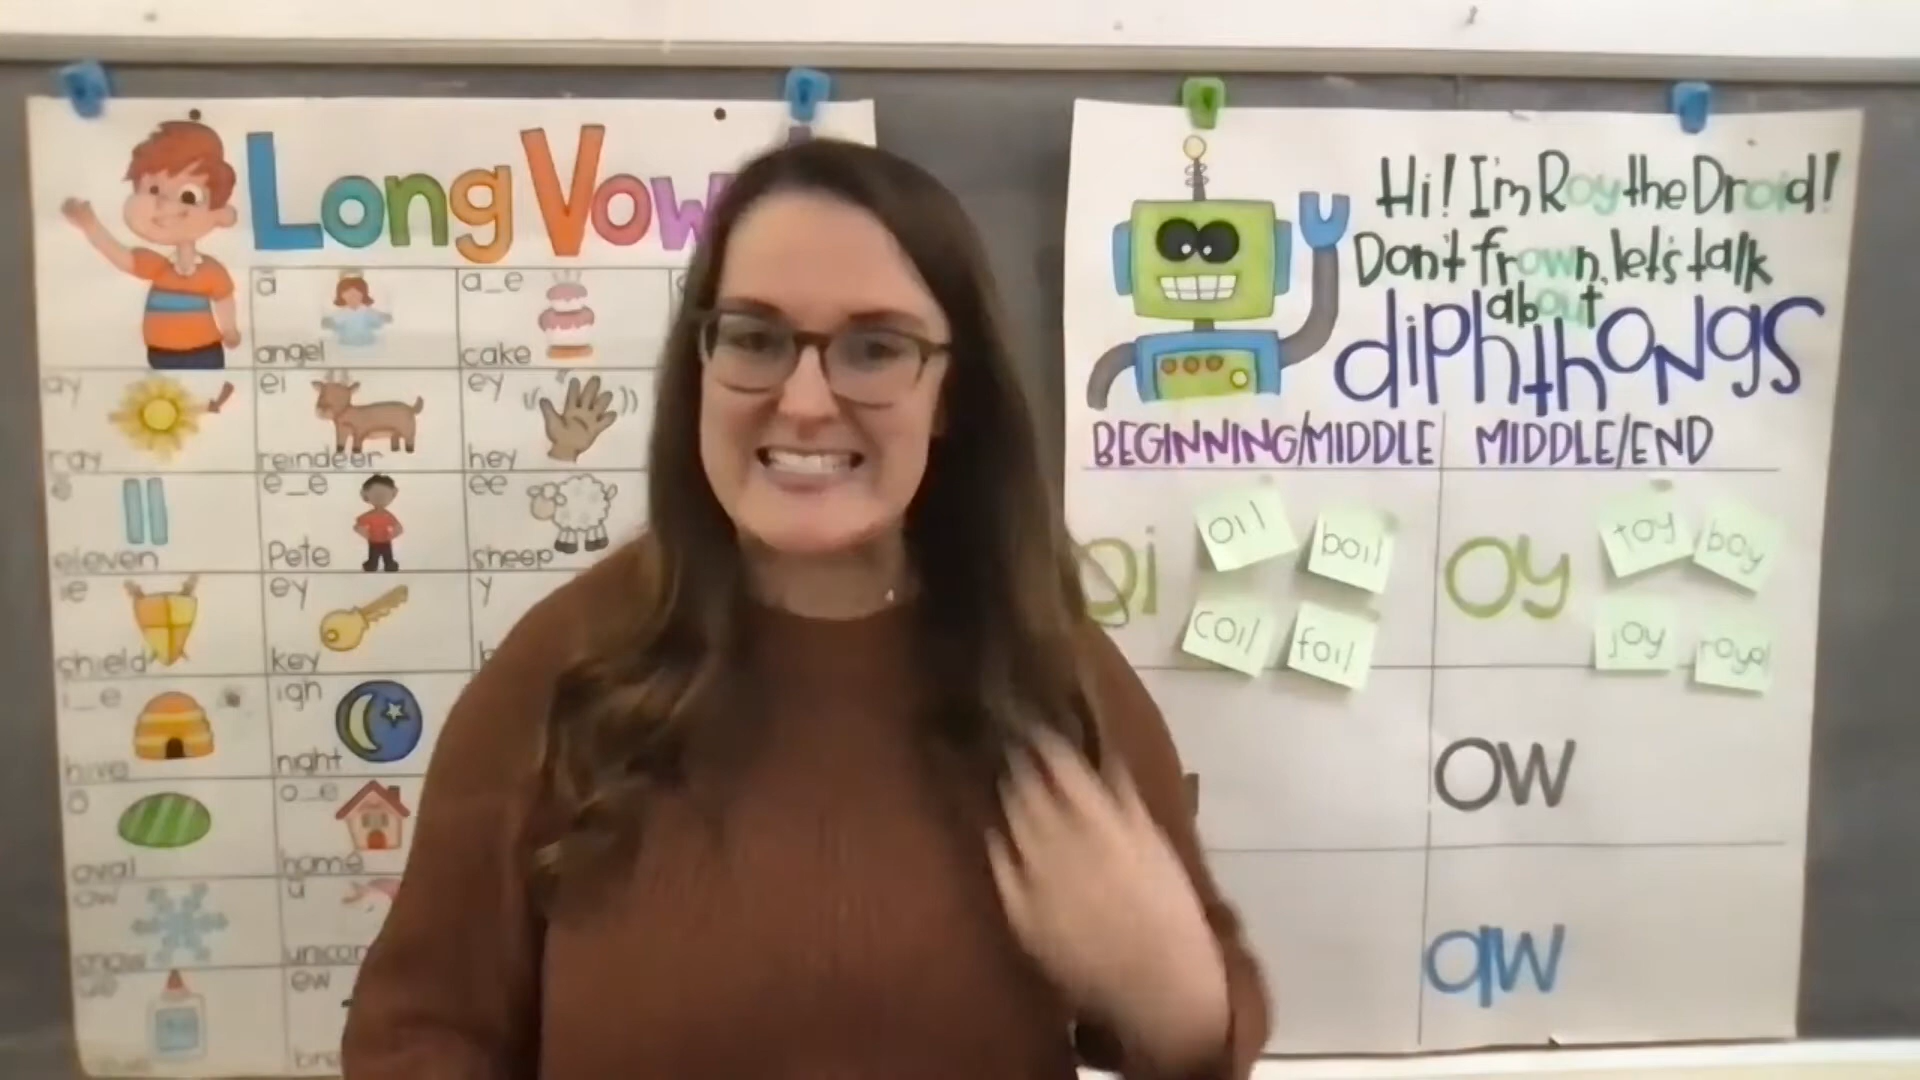 Long Vow
ā
angel
a_e
cake
ay
ray
ei
reindeer
ey
hey
ē
eleven
e_e
Pete
ee
sheep
ie
shield
ey
key
y
i_e
hive
igh
night
ō
oval
o_e
home
ow
snow
u
unicor
ue
ew
Hi! I'm Roy the Droid!
Don't frown, let's talk
about
diphthongs
BEGINNING/MIDDLE
MIDDLE/END
oi
oil
boil
coil
foil
oy
toy
boy
joy
royal
ow
aw